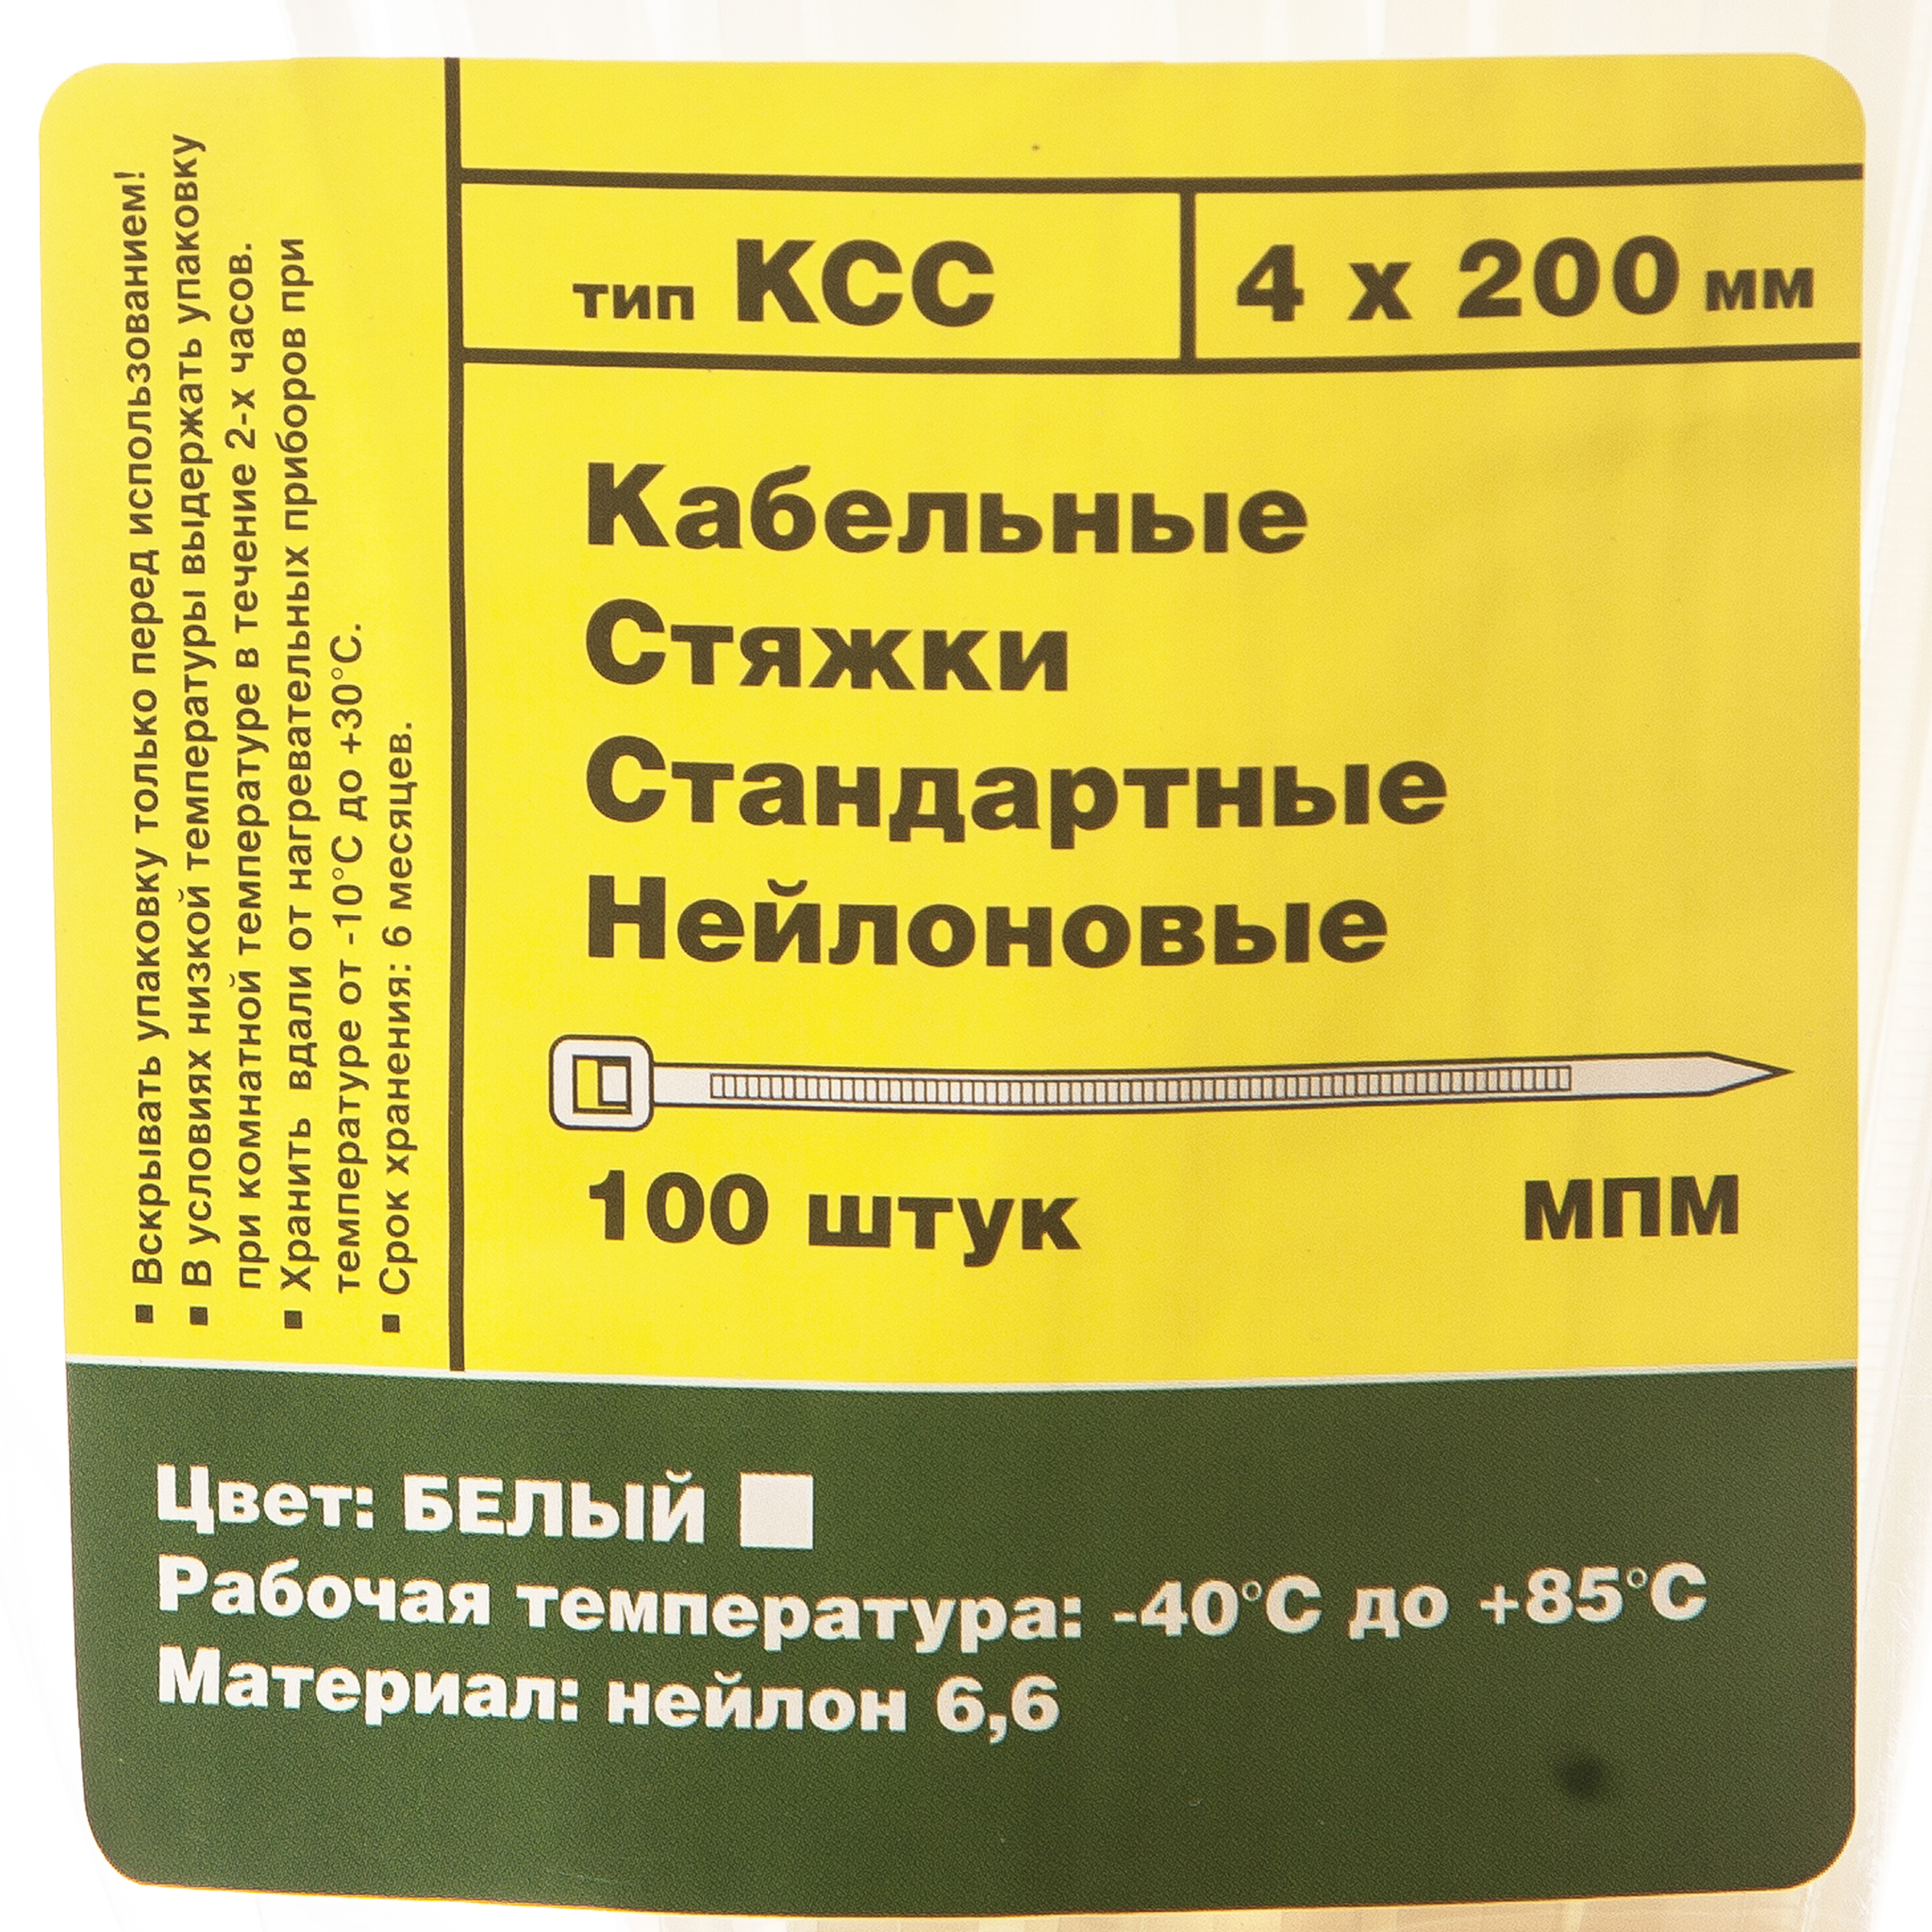 ▪ Вскрывать упаковку только перед использованием!
▪ В условиях низкой температуры выдержать упаковку
при комнатной температуре в течение 2-х часов.
▪ Хранить вдали от нагревательных приборов при
температуре от -10°С до +30°С.
▪ Срок хранения: 6 месяцев.
тип КСС
4 х 200 мм
Кабельные
Стяжки
Стандартные
Нейлоновые
100 штук
МПМ
Цвет: БЕЛЫЙ
Рабочая температура: -40°С до +85°С
Материал: нейлон 6,6